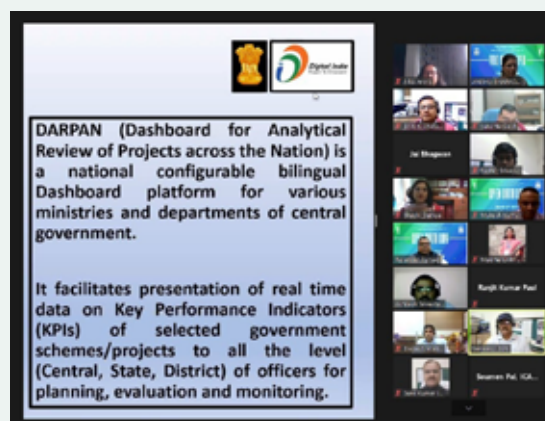 Digital India
DARPAN (Dashboard for Analytical
Review of Projects across the Nation) is
a national configurable bilingual
Dashboard platform for various
ministries and departments of central
government.
It facilitates presentation of real time
data on Key Performance Indicators
(KPIs) of selected government
schemes/projects to all the level
(Central, State, District) of officers for
planning, evaluation and monitoring.
Jai Bhagwan
Ranjit Kumar Paul
Soumen Pal, ICA...